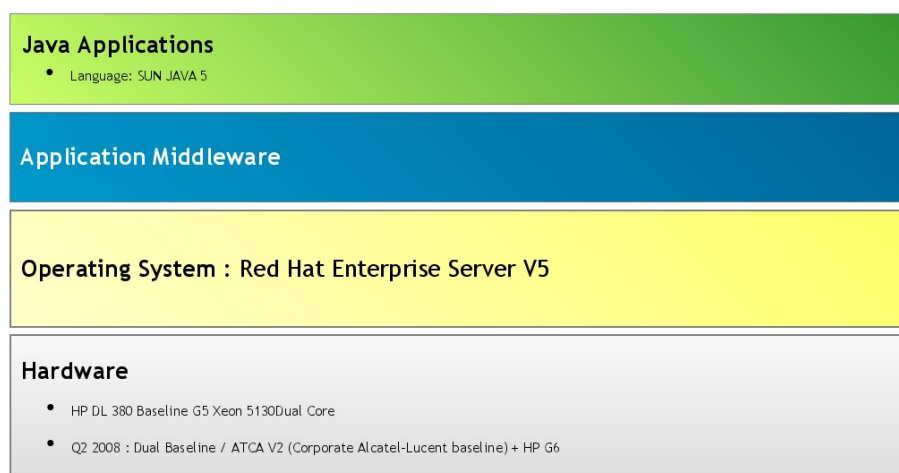 Java Applications
• Language: SUN JAVA 5
Application Middleware
Operating System : Red Hat Enterprise Server V5
Hardware
• HP DL 380 Baseline G5 Xeon 5130Dual Core
• Q2 2008 : Dual Baseline / ATCA V2 (Corporate Alcatel-Lucent baseline) + HP G6